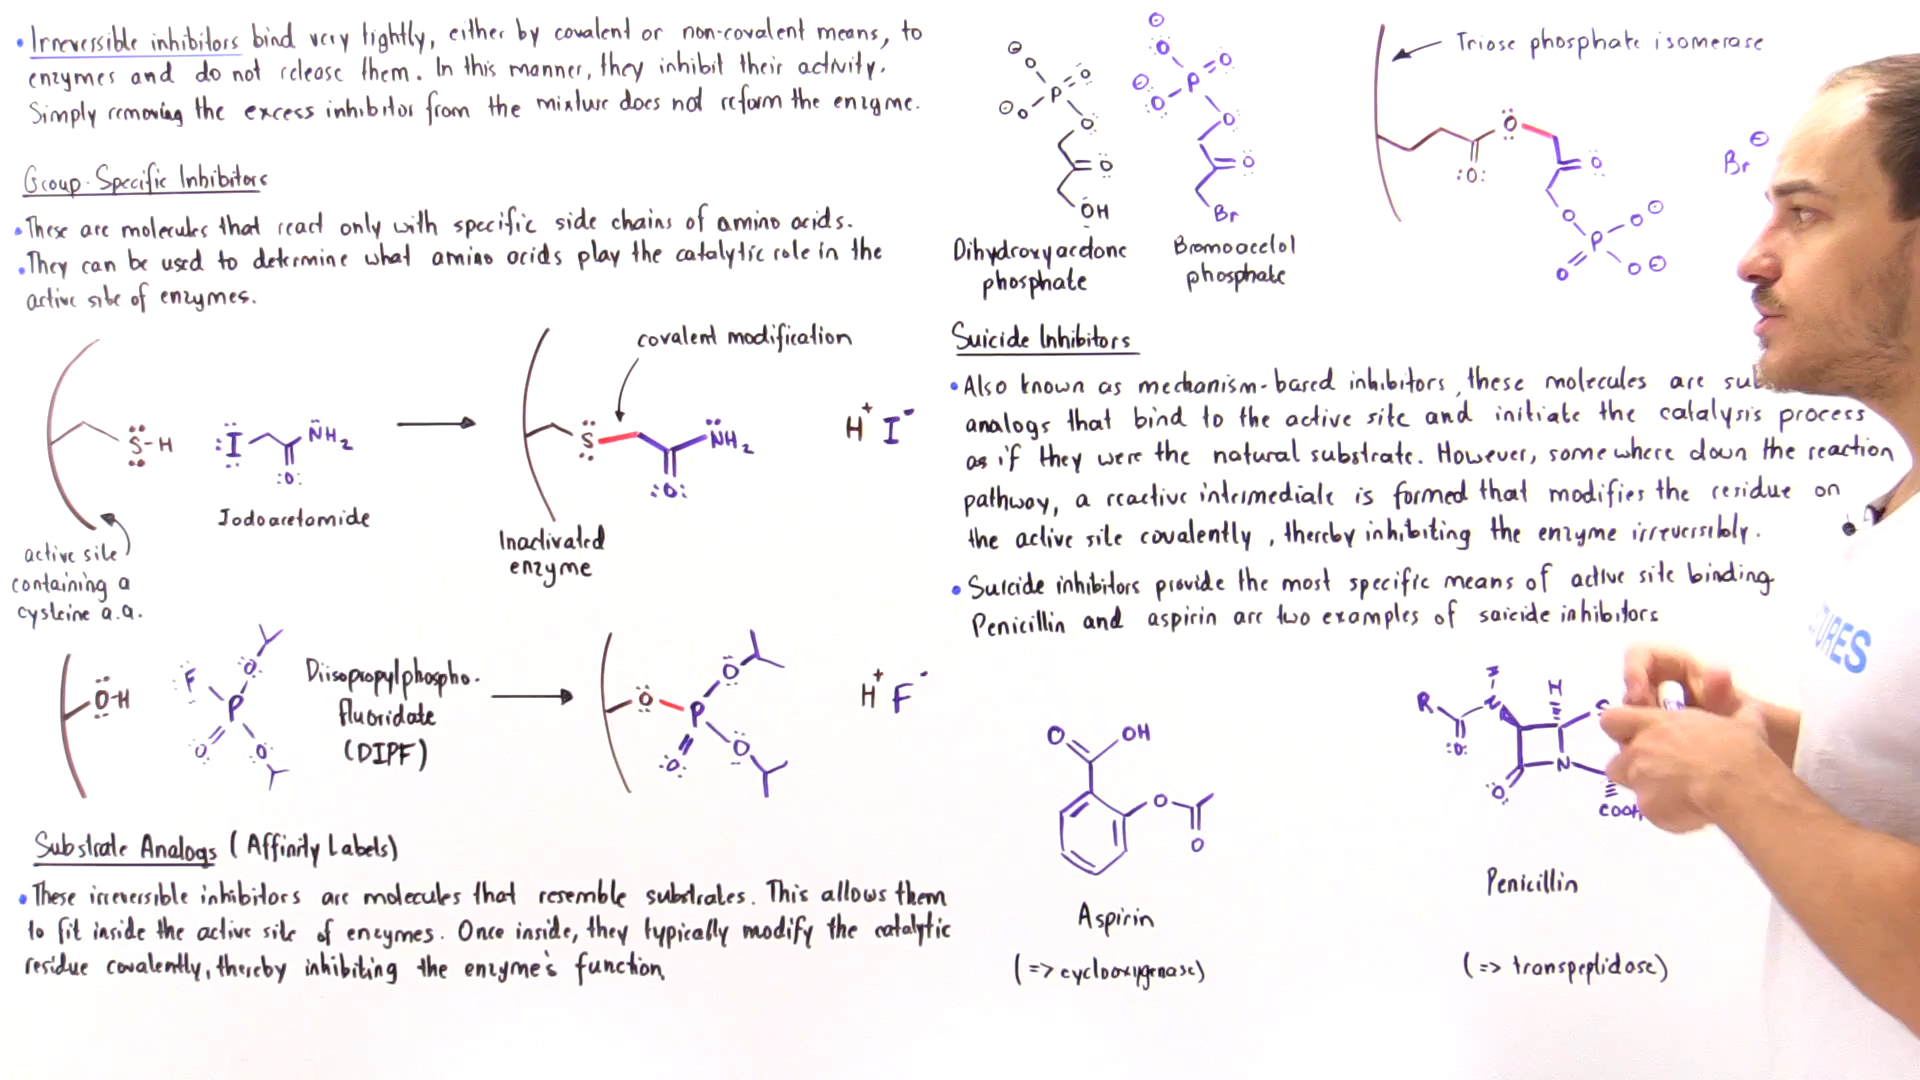 • Irreversible inhibitors bind very tightly, either by covalent or non-covalent means, to
enzymes and do not release them. In this manner, they inhibit their activity.
Simply removing the excess inhibitor from the mixture does not reform the enzyme.
Group-Specific Inhibitors
• These are molecules that react only with specific side chains of amino acids.
• They can be used to determine what amino acids play the catalytic role in the
active site of enzymes.
S-H
I
NH2
O
Iodoacetamide
active site
containing a
cysteine a.a.
covalent modification
S
NH2
O
H+ I-
Inactivated
enzyme
OH
F
P
O
O
O
Diisopropylphospho-
fluoridate
(DIPF)
O
P
O
O
O
H+ F-
Substrate Analogs (Affinity Labels)
• These irreversible inhibitors are molecules that resemble substrates. This allows them
to fit inside the active site of enzymes. Once inside, they typically modify the catalytic
residue covalently, thereby inhibiting the enzyme's function
O
P
O
O
O
O
OH
Dihydroxyacetone
phosphate
O
P
O
O
O
O
Br
Bromoacetol
phosphate
Triose phosphate isomerase
O
O
O
O
P
O
O
O
Br
Suicide Inhibitors
• Also known as mechanism-based inhibitors, these molecules are
analogs that bind to the active site and initiate the catalysis process
as if they were the natural substrate. However, somewhere down the reaction
pathway, a reactive intermediate is formed that modifies the residue on
the active site covalently, thereby inhibiting the enzyme irreversibly.
• Suicide inhibitors provide the most specific means of active site binding
Penicillin and aspirin are two examples of suicide inhibitors
O
OH
O
O
Aspirin
(=> cyclooxygenase)
R
O
N
H
S
N
O
COOH
Penicillin
(=> transpeptidase)
URES